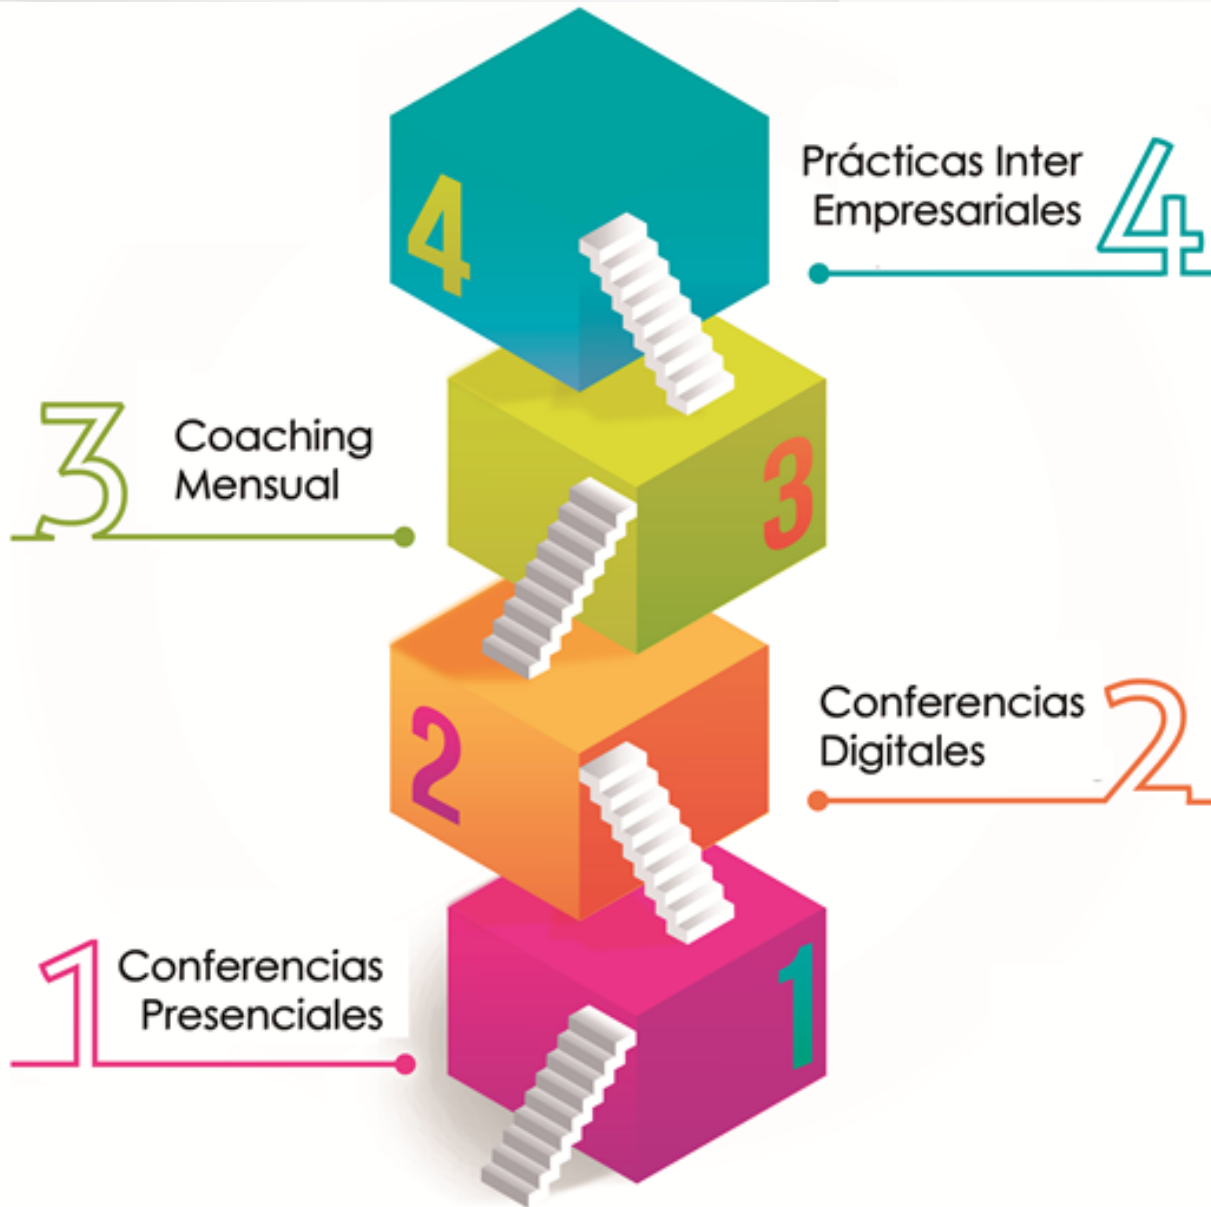 4
Prácticas Inter
Empresariales
4
3
Coaching
Mensual
3
2
Conferencias
Digitales
2
1
Conferencias
Presenciales
1